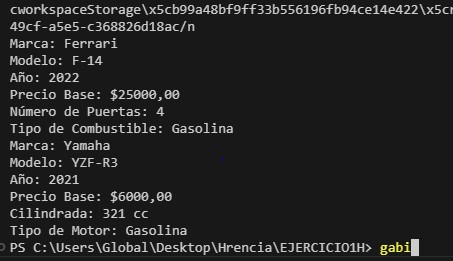 cworkspaceStorage\x5cb99a48bf9ff33b556196fb94ce14e422\x5cr
49cf-a5e5-c368826d18ac/n
Marca: Ferrari
Modelo: F-14
Año: 2022
Precio Base: $25000,00
Número de Puertas: 4
Tipo de Combustible: Gasolina
Marca: Yamaha
Modelo: YZF-R3
Año: 2021
Precio Base: $6000,00
Cilindrada: 321 cc
Tipo de Motor: Gasolina
PS C:\Users\Global\Desktop\Hrencia\EJERCICIO1H> gabi